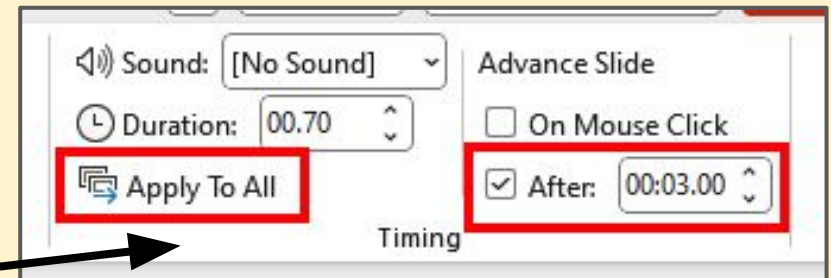 Sound: [No Sound]
Duration: 00.70
Apply To All
Advance Slide
On Mouse Click
After: 00:03.00
Timing